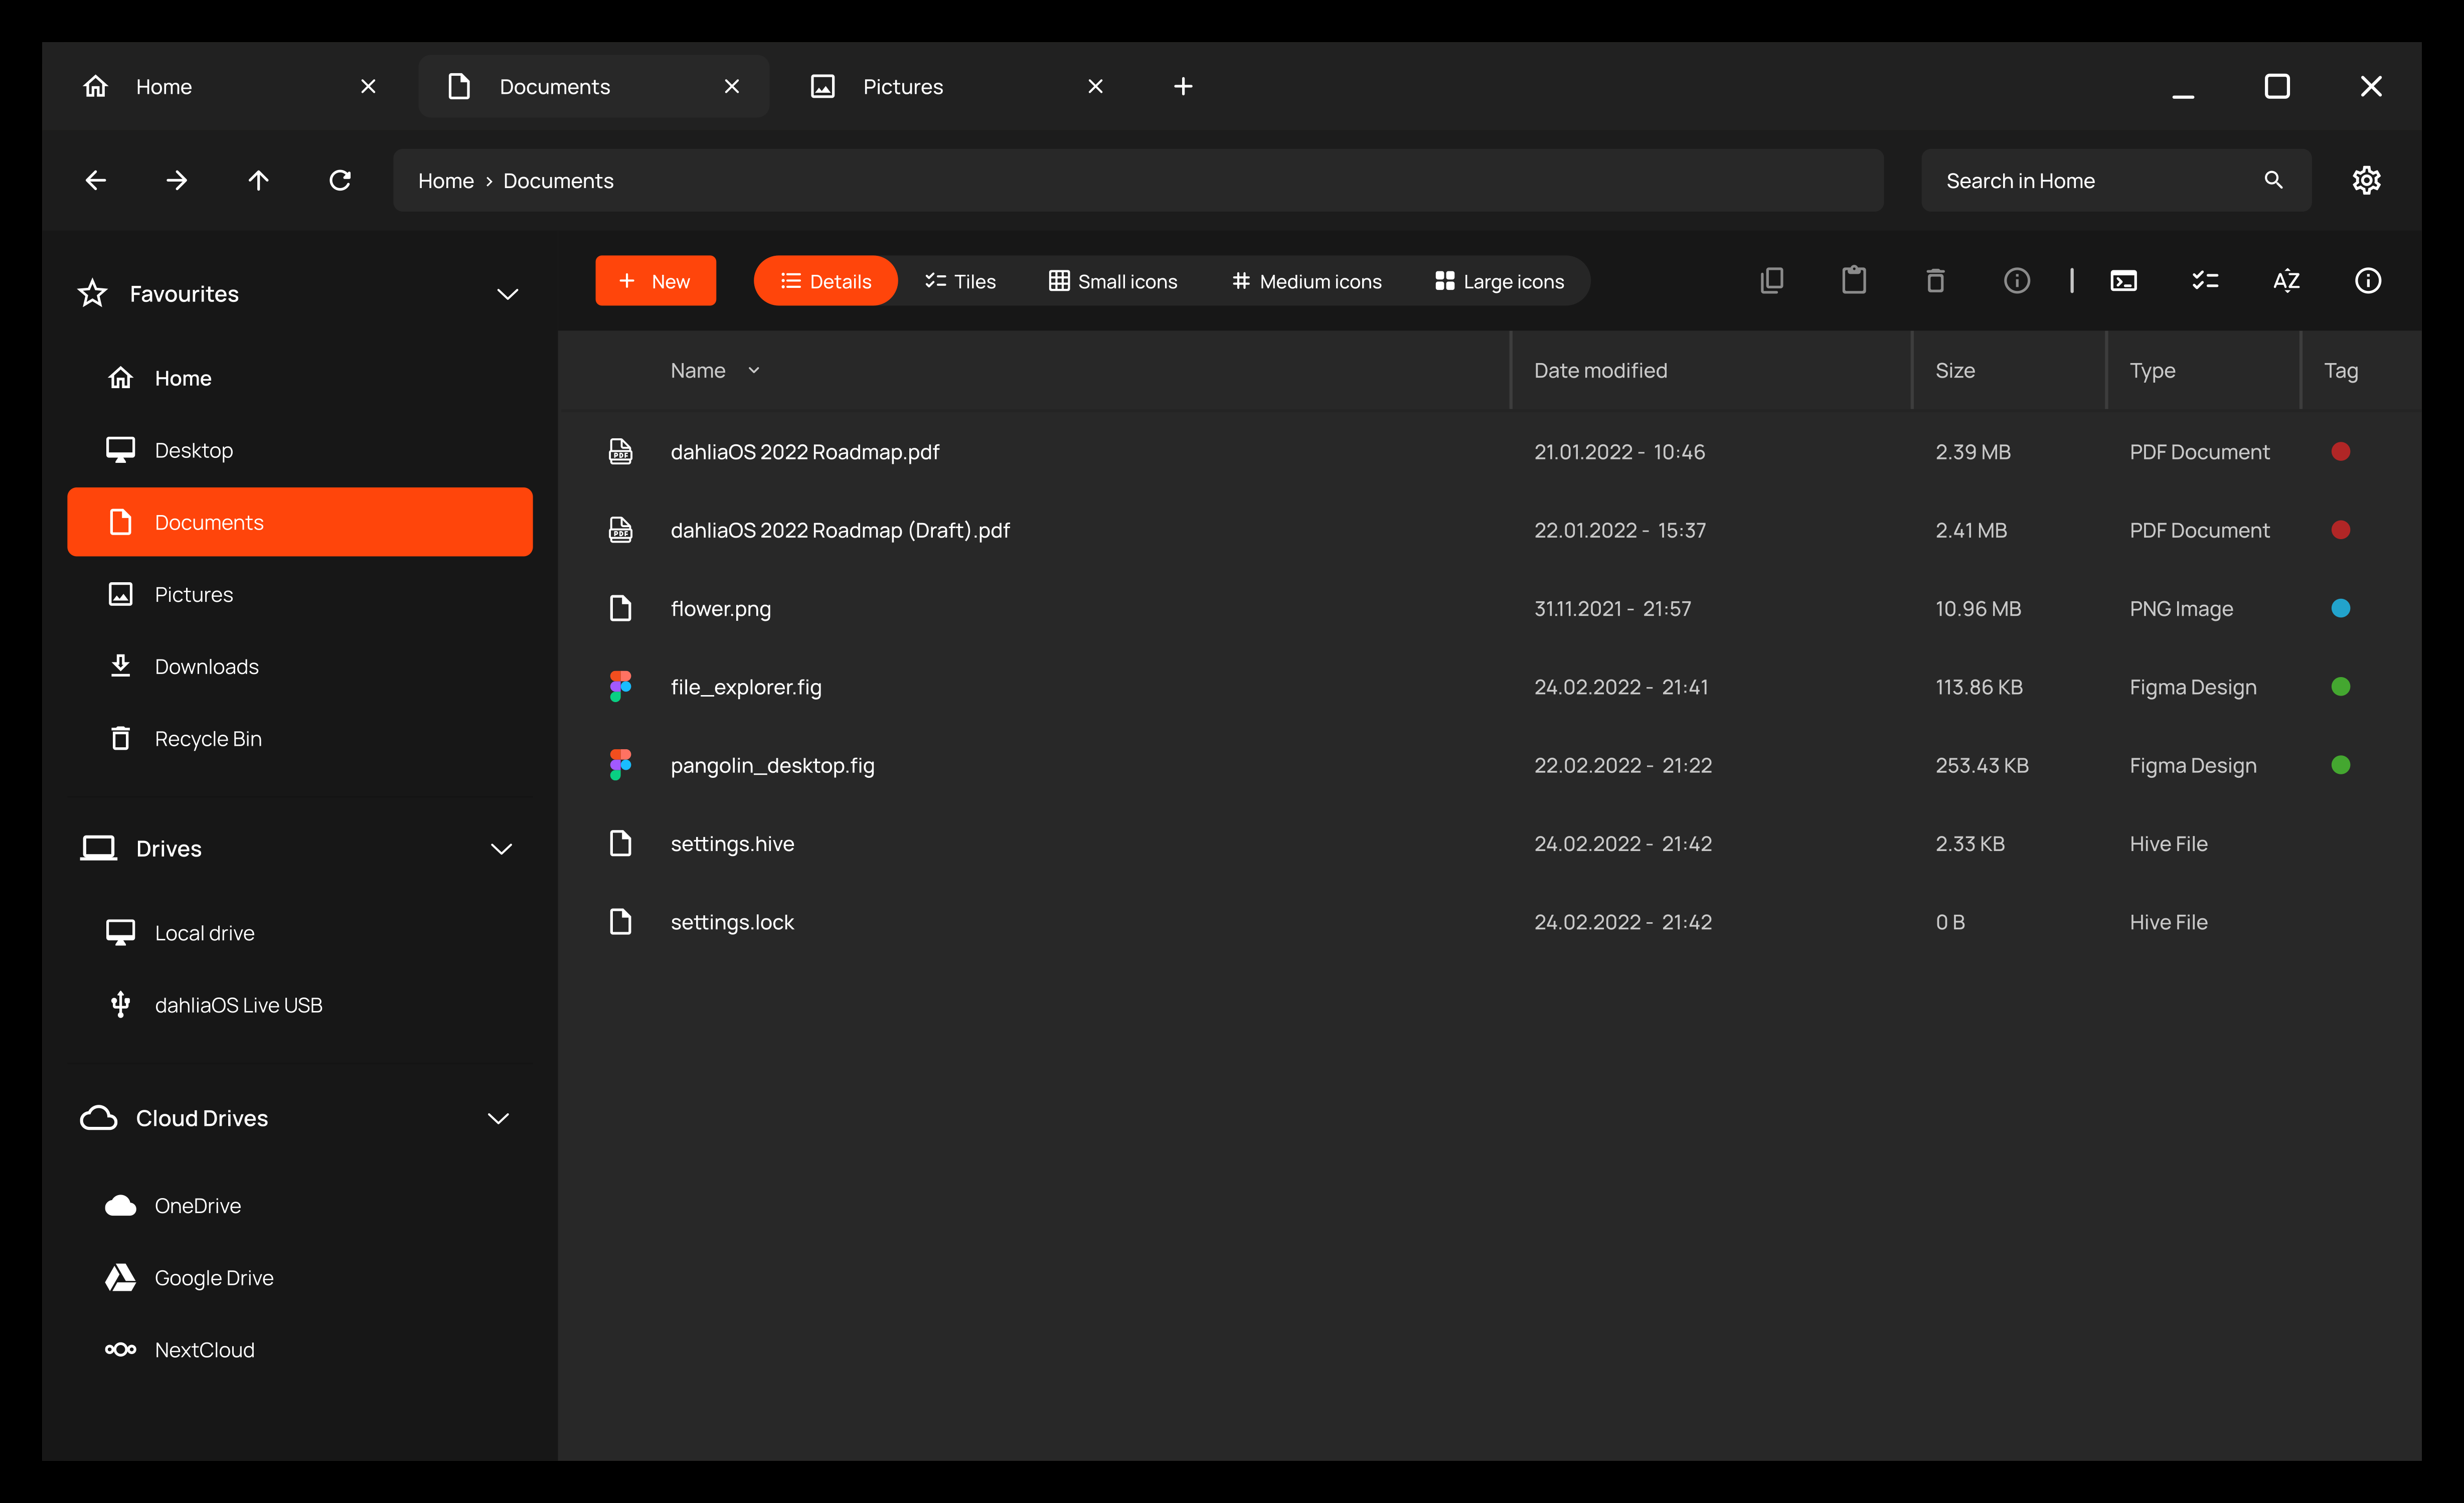 Home Documents Pictures
Home › Documents Search in Home
Favourites
Home
Desktop
Documents
Pictures
Downloads
Recycle Bin
Drives
Local drive
dahliaOS Live USB
Cloud Drives
OneDrive
Google Drive
NextCloud
+ New Details Tiles Small icons Medium icons Large icons AZ
Name Date modified Size Type Tag
PDF dahliaOS 2022 Roadmap.pdf 21.01.2022 - 10:46 2.39 MB PDF Document
PDF dahliaOS 2022 Roadmap (Draft).pdf 22.01.2022 - 15:37 2.41 MB PDF Document
flower.png 31.11.2021 - 21:57 10.96 MB PNG Image
file_explorer.fig 24.02.2022 - 21:41 113.86 KB Figma Design
pangolin_desktop.fig 22.02.2022 - 21:22 253.43 KB Figma Design
settings.hive 24.02.2022 - 21:42 2.33 KB Hive File
settings.lock 24.02.2022 - 21:42 0 B Hive File